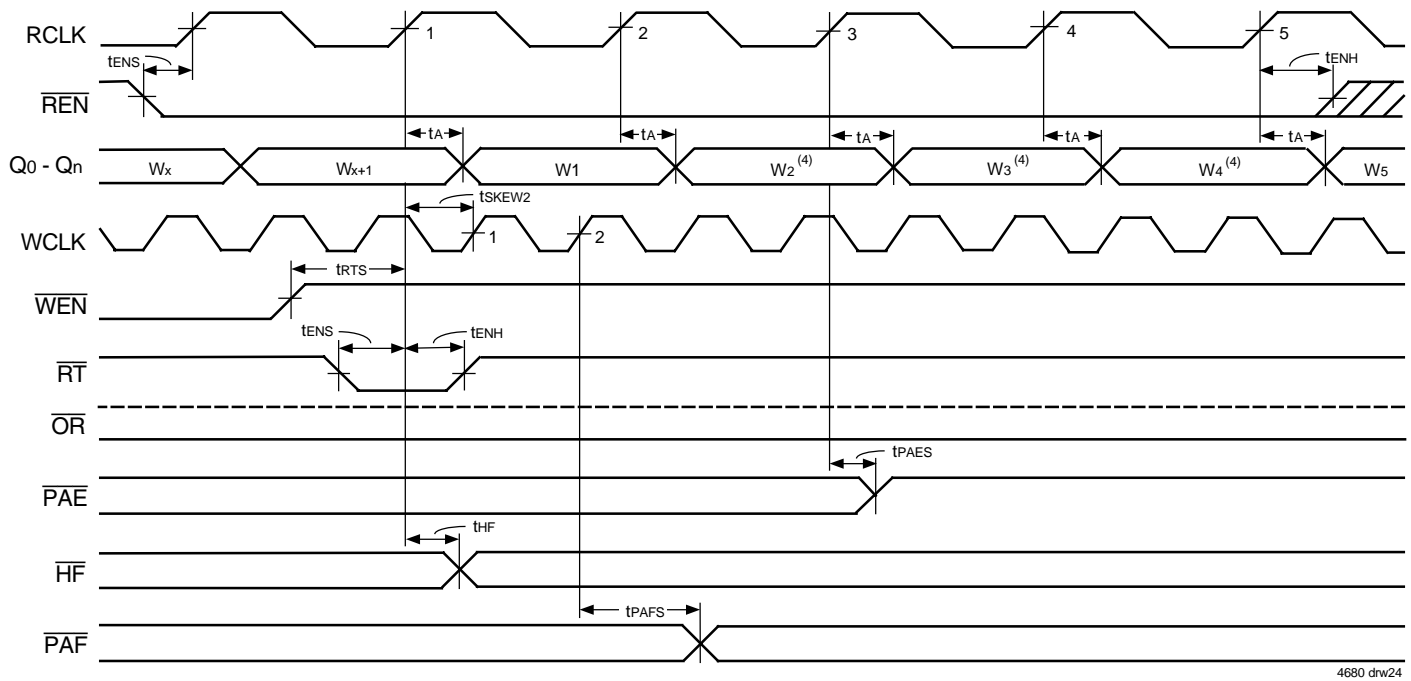 RCLK 1 2 3 4 5
tENS tENH
REN
tA tA tA tA tA
Q0 - Qn Wx Wx+1 W1 W2(4) W3(4) W4(4) W5
tSKEW2
WCLK 1 2
tRTS
WEN
tENS tENH
RT
OR
tPAES
PAE
tHF
HF
tPAFS
PAF
4680 drw24